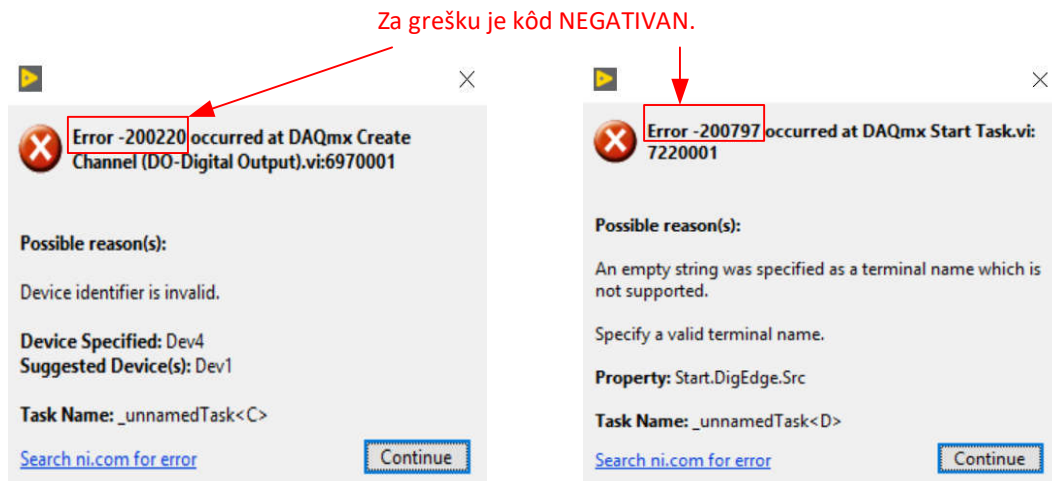 Za grešku je kôd NEGATIVAN.
Error -200220 occurred at DAQmx Create
Channel (DO-Digital Output).vi:6970001
Possible reason(s):
Device identifier is invalid.
Device Specified: Dev4
Suggested Device(s): Dev1
Task Name: _unnamedTask<C>
Search ni.com for error
Continue
Error -200797 occurred at DAQmx Start Task.vi:
7220001
Possible reason(s):
An empty string was specified as a terminal name which is
not supported.
Specify a valid terminal name.
Property: Start.DigEdge.Src
Task Name: _unnamedTask<D>
Search ni.com for error
Continue